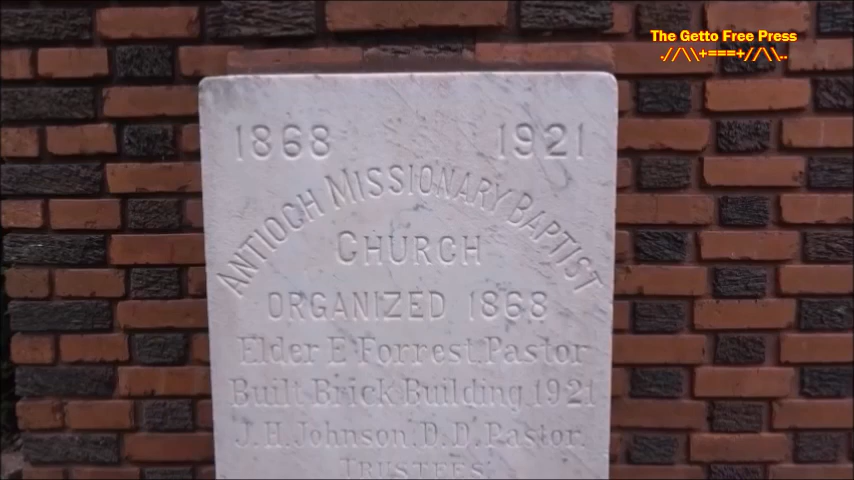 The Getto Free Press
.//\\+===+//\\..
1868 1921
ANTIOCH MISSIONARY BAPTIST
CHURCH
ORGANIZED 1868
Elder E Forrest Pastor
Built Brick Building 1921
J.H. Johnson. D.D. Pastor.
TRUSTEES